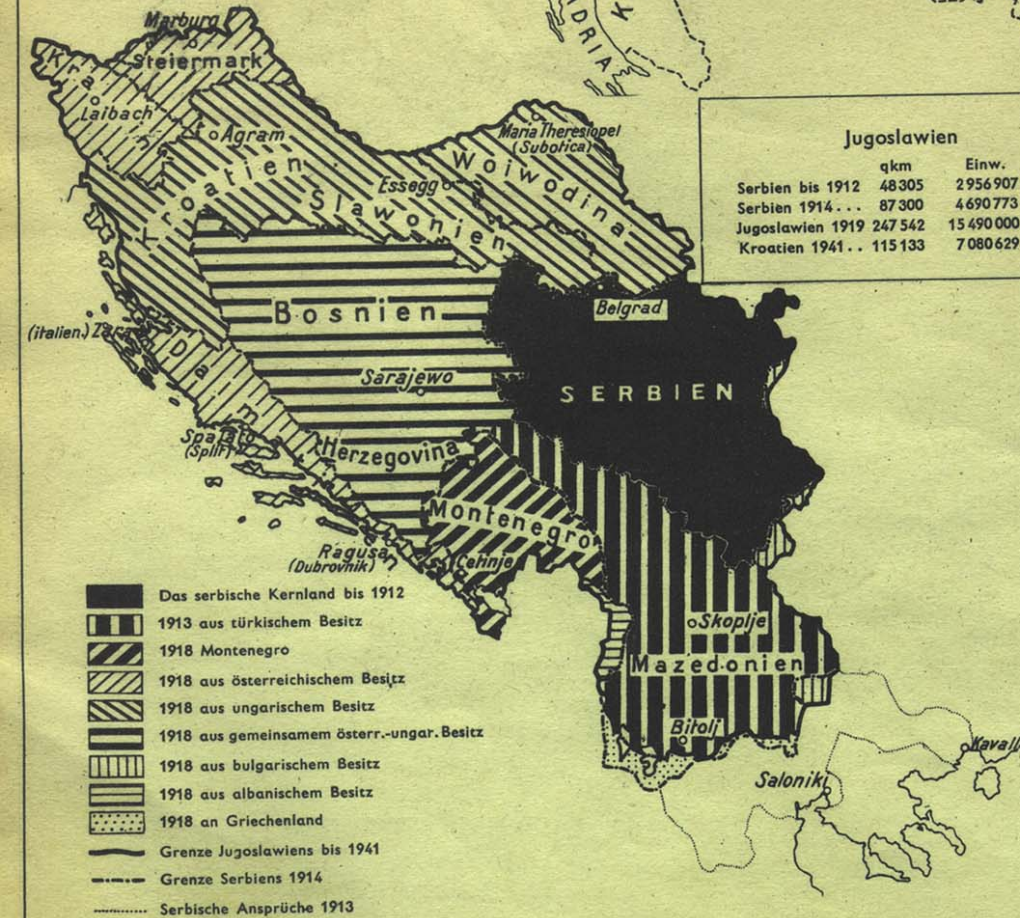 ADRIA
K
Marburg
Steiermark
Krain
Laibach
Agram
Kroatien
Slawonien
Essegg
Maria Theresiopel
(Subotica)
Woiwodina
Jugoslawien
qkm Einw.
Serbien bis 1912 48305 2956907
Serbien 1914... 87300 4690773
Jugoslawien 1919 247542 15490000
Kroatien 1941.. 115133 7080629
Bosnien
Belgrad
(italien.) Zara
SERBIEN
Sarajewo
Dalmatien
Spalato
(Split)
Herzegovina
Montenegro
Ragusa
(Dubrovnik)
Cetinje
Skoplje
Mazedonien
Bitolj
Saloniki
Kavall
Das serbische Kernland bis 1912
1913 aus türkischem Besitz
1918 Montenegro
1918 aus österreichischem Besitz
1918 aus ungarischem Besitz
1918 aus gemeinsamem österr.-ungar. Besitz
1918 aus bulgarischem Besitz
1918 aus albanischem Besitz
1918 an Griechenland
Grenze Jugoslawiens bis 1941
Grenze Serbiens 1914
Serbische Ansprüche 1913